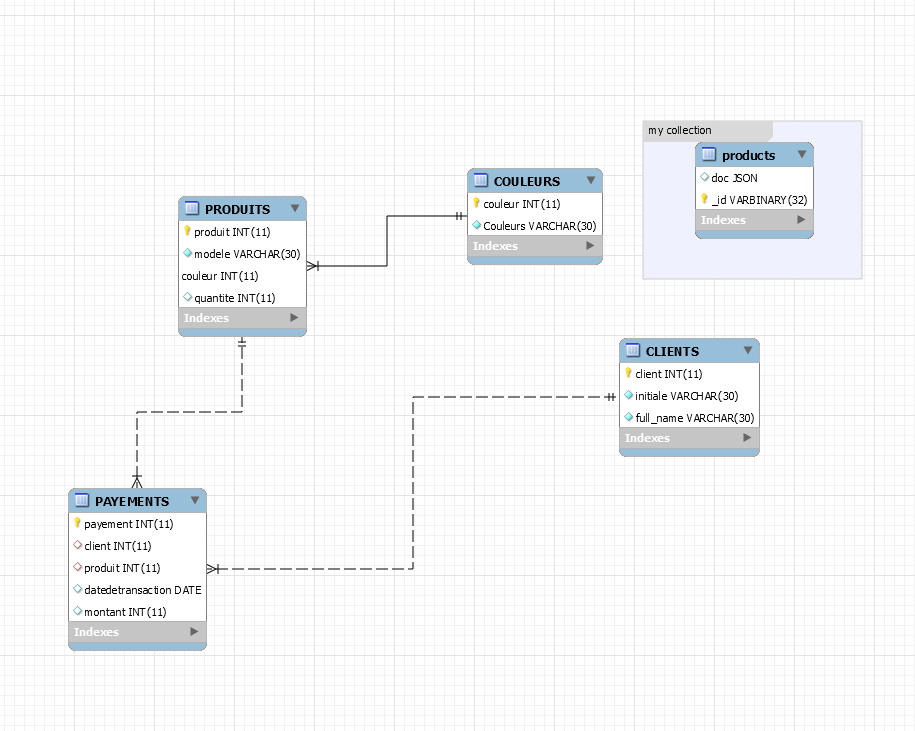 my collection
products
doc JSON
_id VARBINARY(32)
Indexes
COULEURS
couleur INT(11)
Couleurs VARCHAR(30)
Indexes
PRODUITS
produit INT(11)
modele VARCHAR(30)
couleur INT(11)
quantite INT(11)
Indexes
CLIENTS
client INT(11)
initiale VARCHAR(30)
full_name VARCHAR(30)
Indexes
PAYEMENTS
payement INT(11)
client INT(11)
produit INT(11)
datedetransaction DATE
montant INT(11)
Indexes